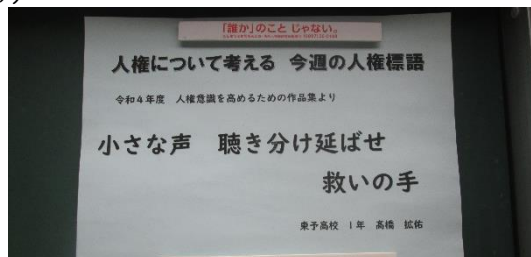 「誰か」のこと じゃない。
人権について考える 今週の人権標語
令和4年度 人権意識を高めるための作品集より
小さな声 聴き分け延ばせ
救いの手
東予高校 1年 髙橋 拡佑